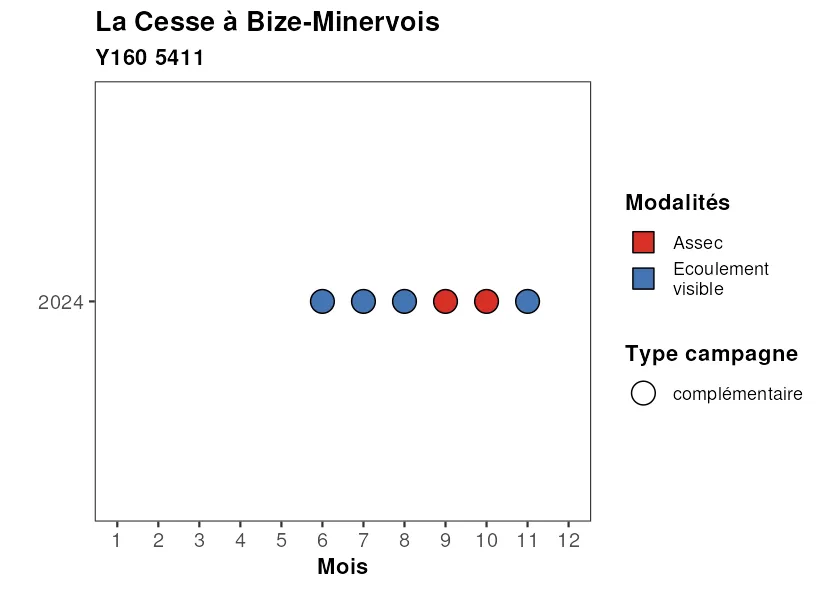 La Cesse à Bize-Minervois
Y160 5411
2024
1 2 3 4 5 6 7 8 9 10 11 12
Mois
Modalités
Assec
Ecoulement
visible
Type campagne
complémentaire